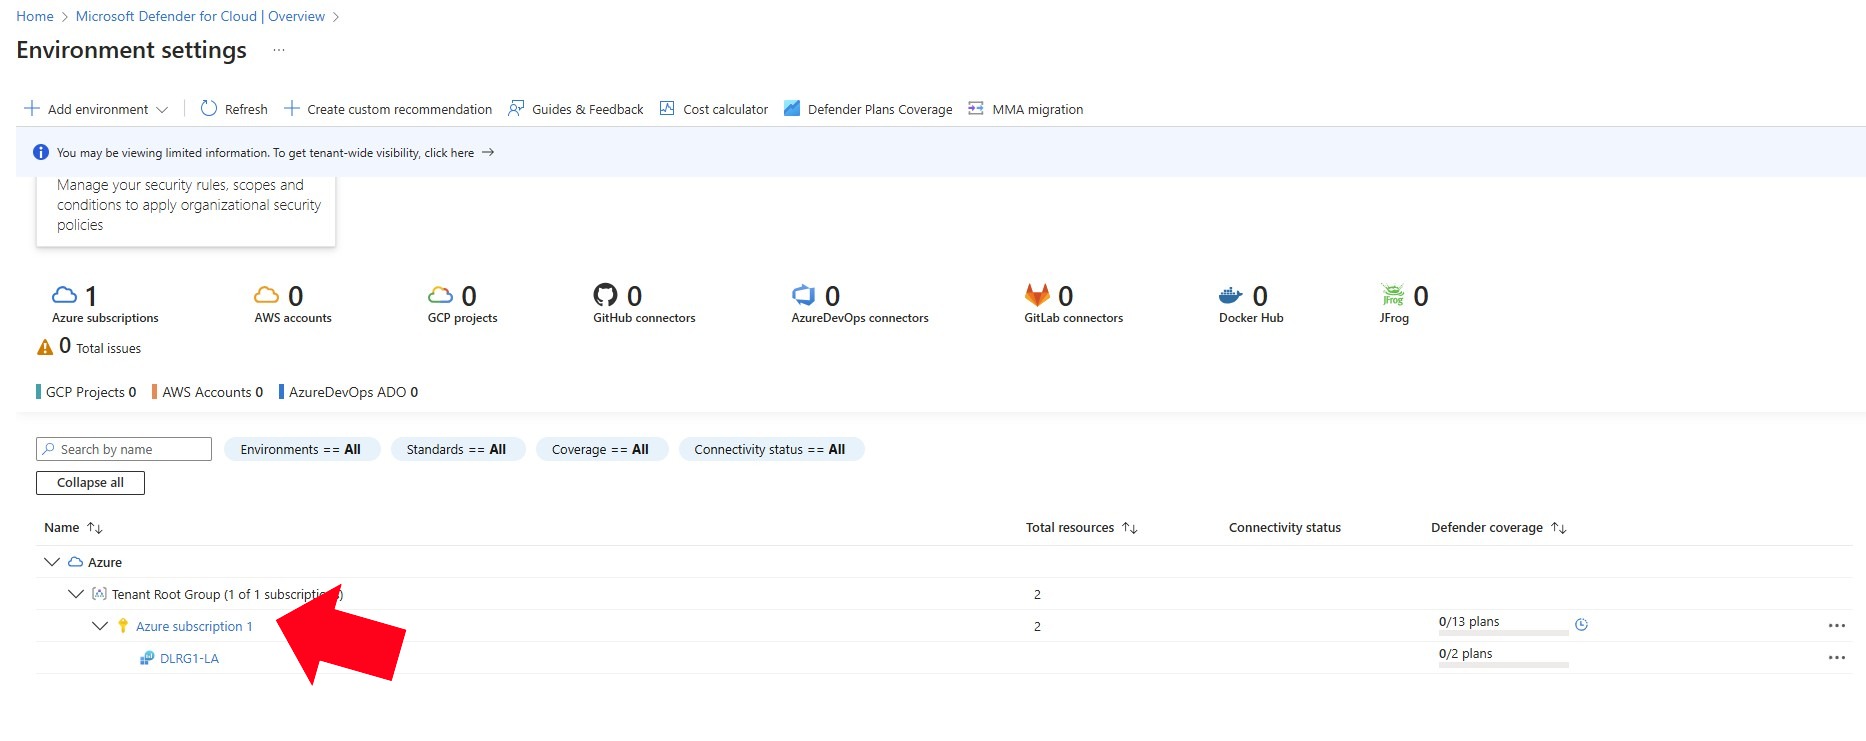 Home > Microsoft Defender for Cloud | Overview >
Environment settings ...
Add environment Refresh Create custom recommendation Guides & Feedback Cost calculator Defender Plans Coverage MMA migration
You may be viewing limited information. To get tenant-wide visibility, click here →
Manage your security rules, scopes and
conditions to apply organizational security
policies
1 0 0 0 0 0 0 JFrog 0
Azure subscriptions AWS accounts GCP projects GitHub connectors AzureDevOps connectors GitLab connectors Docker Hub JFrog
0 Total issues
GCP Projects 0 AWS Accounts 0 AzureDevOps ADO 0
Search by name Environments == All Standards == All Coverage == All Connectivity status == All
Collapse all
Name ↑↓ Total resources ↑↓ Connectivity status Defender coverage ↑↓
Azure
Tenant Root Group (1 of 1 subscriptions) 2
Azure subscription 1 2 0/13 plans ...
DLRG1-LA 0/2 plans ...